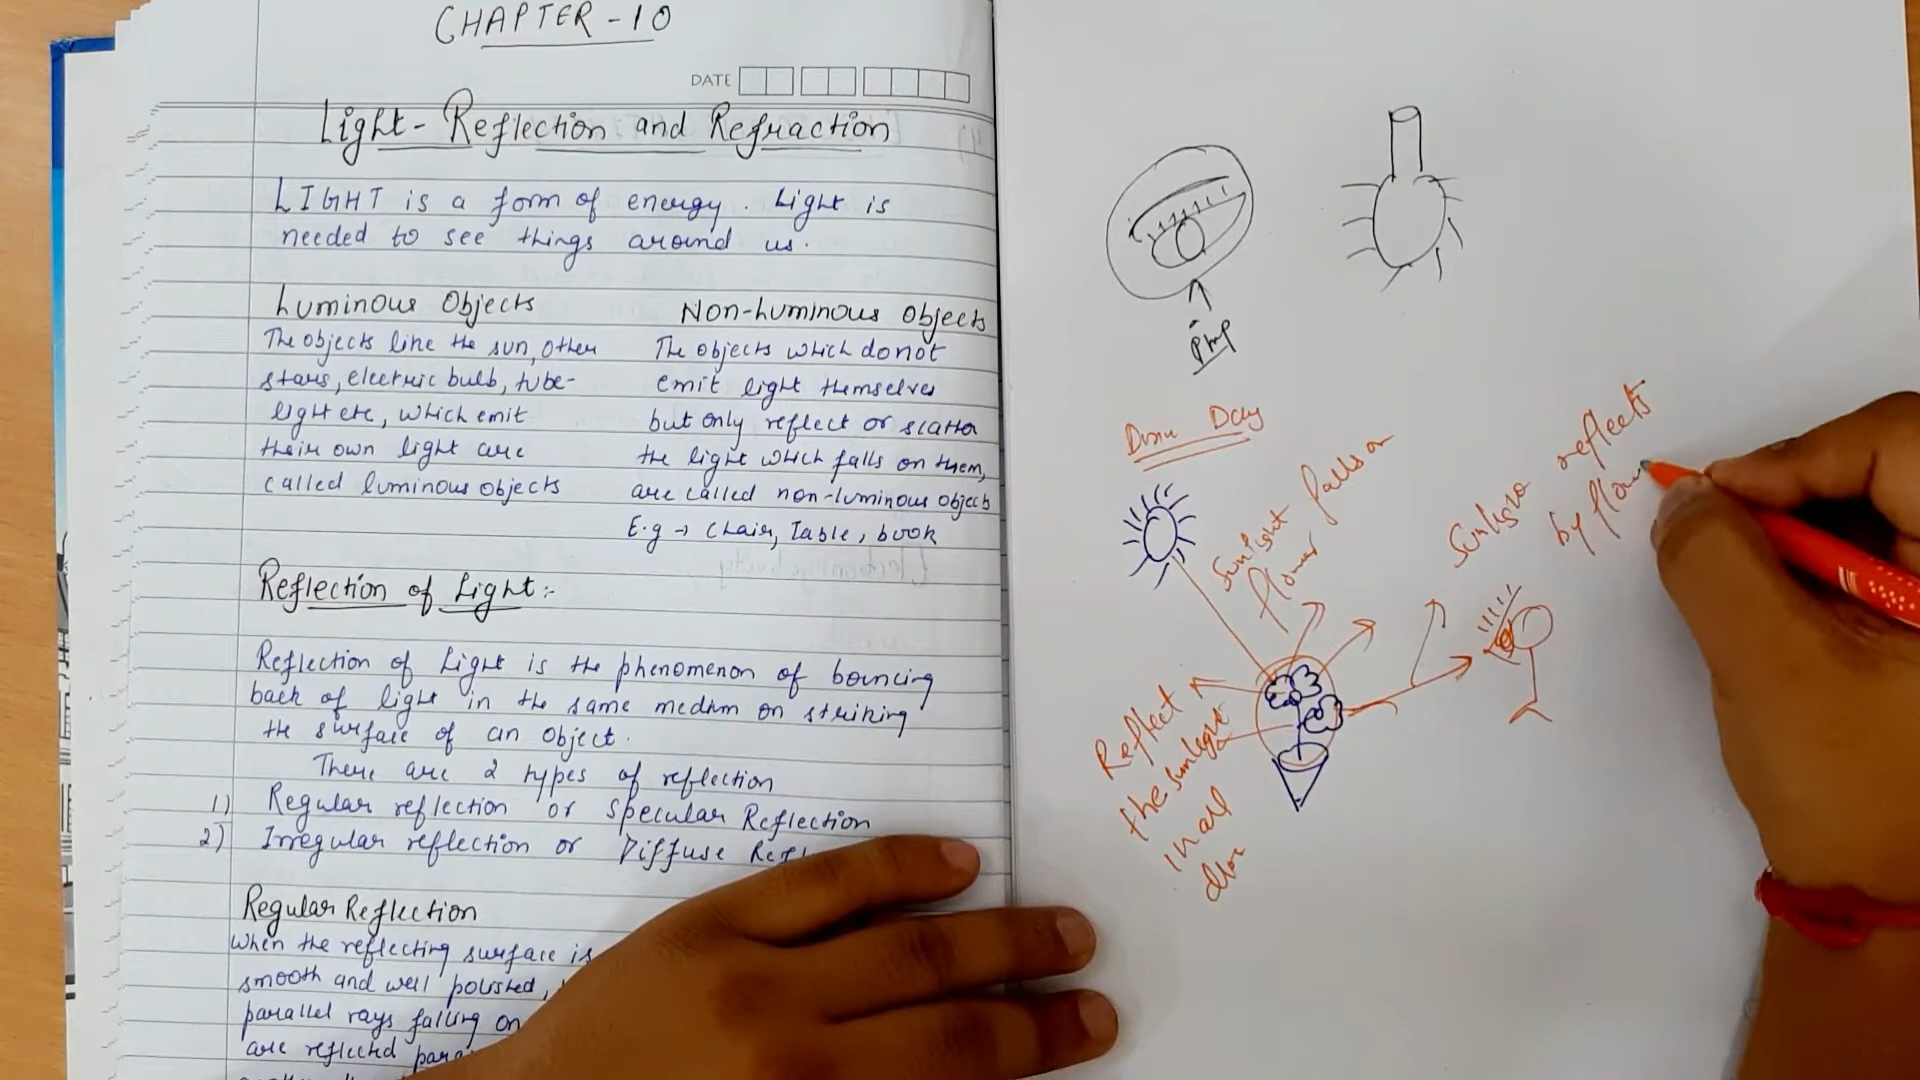 CHAPTER-10
DATE
Light-Reflection and Refraction
LIGHT is a form of energy. Light is
needed to see things around us.
Luminous Objects
The objects like the sun, other
stars, electric bulb, tube-
light etc, which emit
their own light are
called luminous objects
Non-Luminous Objects
The objects which do not
emit light themselves
but only reflect or scatter
the light which falls on them,
are called non-luminous objects
E.g → Chair, Table, book
Reflection of Light:-
Reflection of Light is the phenomenon of bouncing
back of light in the same medium on striking
the surface of an object.
There are 2 types of reflection
1) Regular reflection or Specular Reflection
2) Irregular reflection or Diffuse Refl
Regular Reflection
When the reflecting surface is
smooth and well polished,
parallel rays falling on
are reflected para
Day
Sunlight falls on
flower
Reflect
the sunlight
in all
reflects
by flow